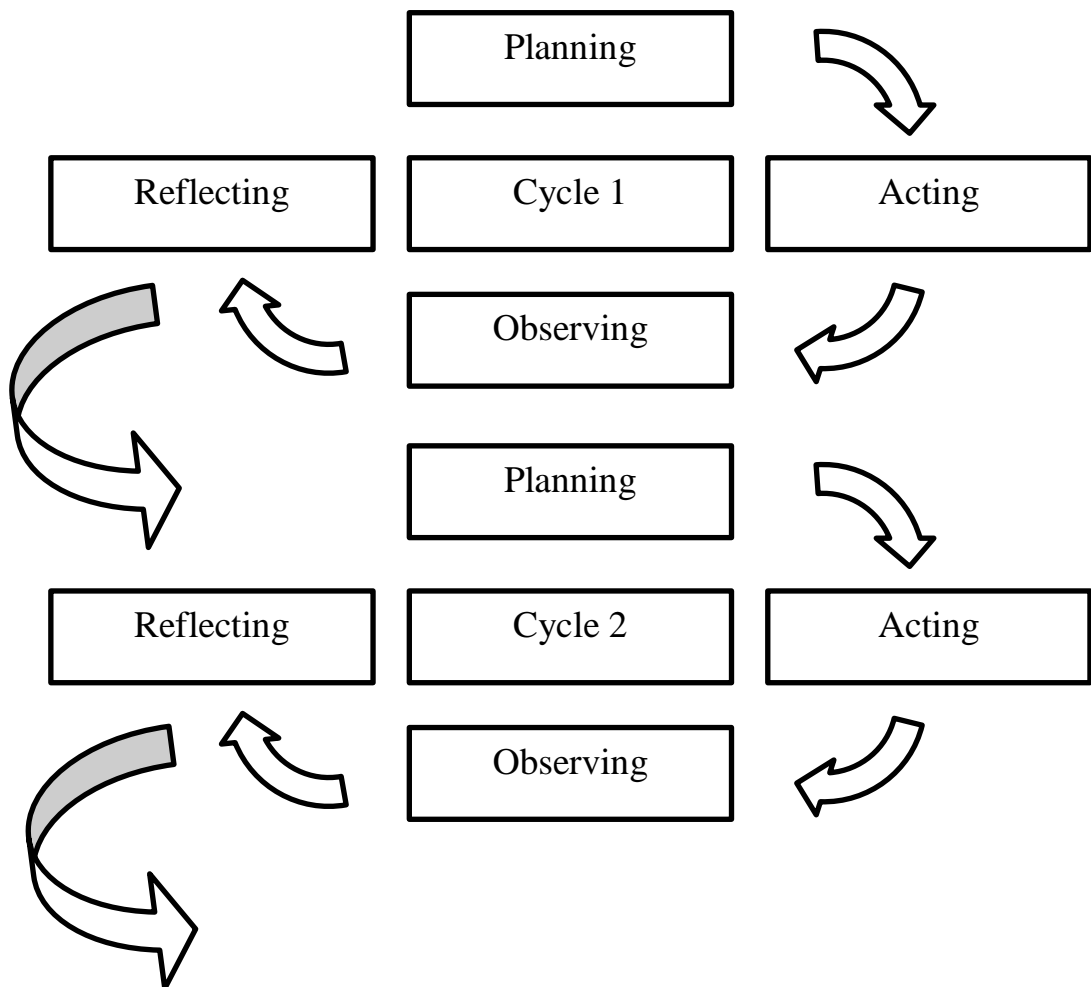 Planning
Reflecting
Cycle 1
Acting
Observing
Planning
Reflecting
Cycle 2
Acting
Observing